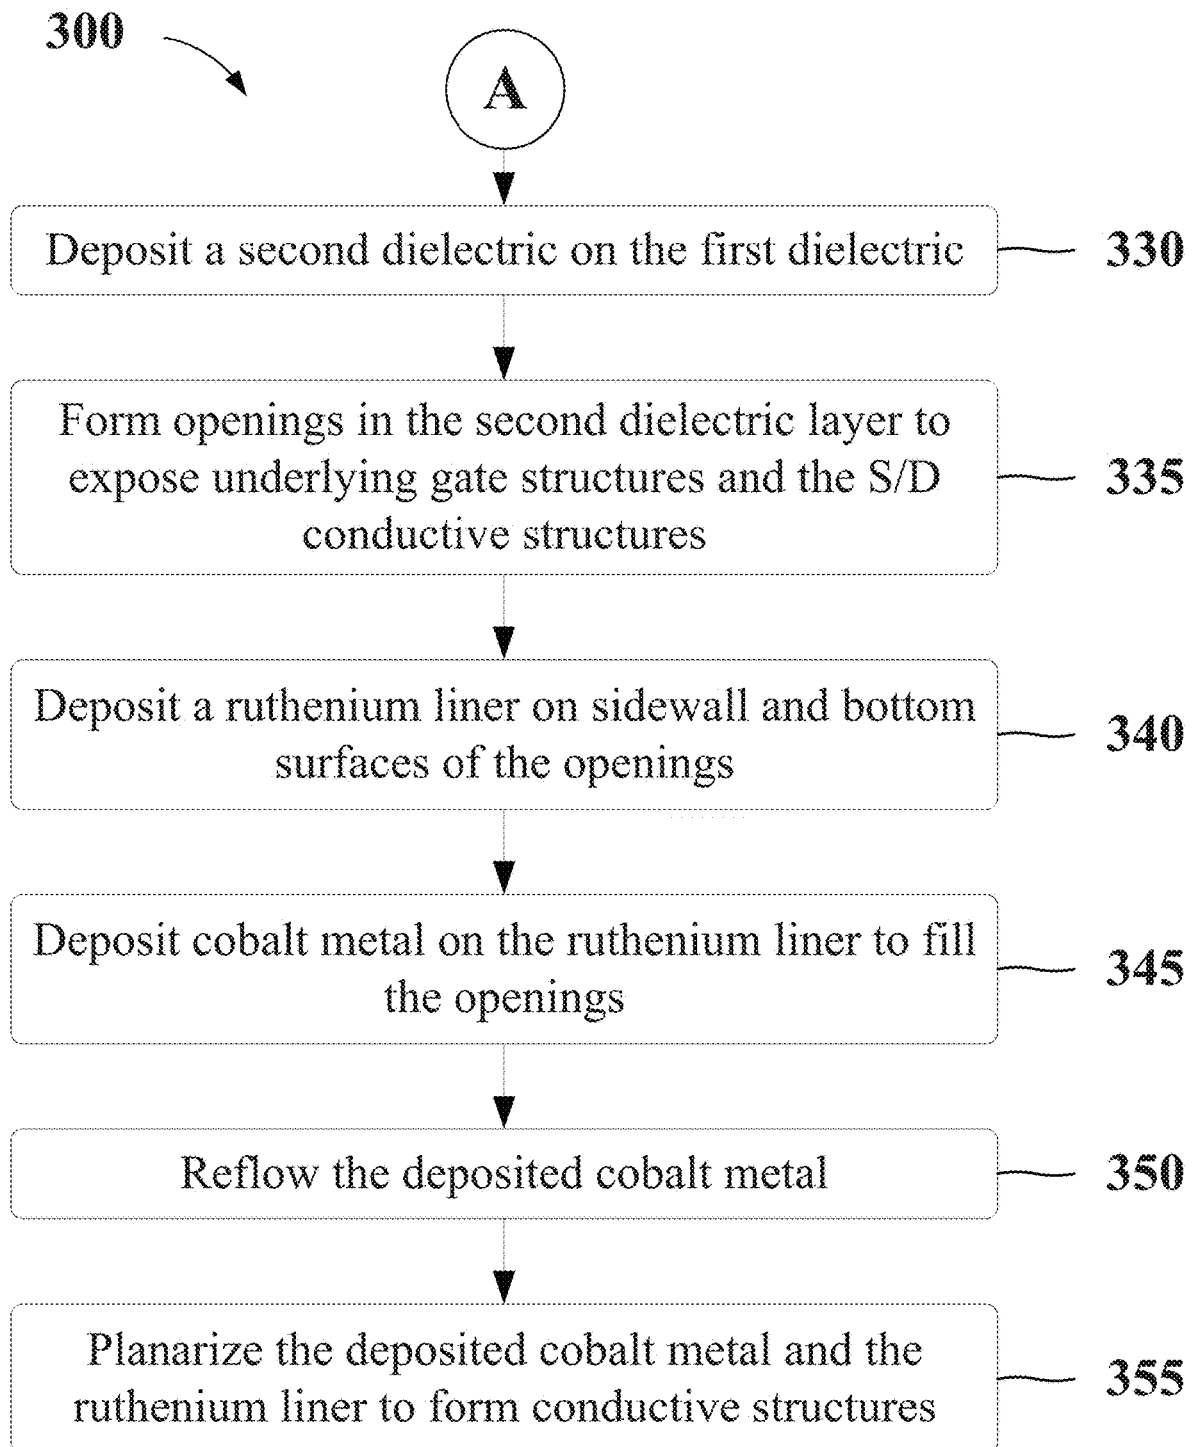 300
A
Deposit a second dielectric on the first dielectric
330
Form openings in the second dielectric layer to
expose underlying gate structures and the S/D
conductive structures
335
Deposit a ruthenium liner on sidewall and bottom
surfaces of the openings
340
Deposit cobalt metal on the ruthenium liner to fill
the openings
345
Reflow the deposited cobalt metal
350
Planarize the deposited cobalt metal and the
ruthenium liner to form conductive structures
355